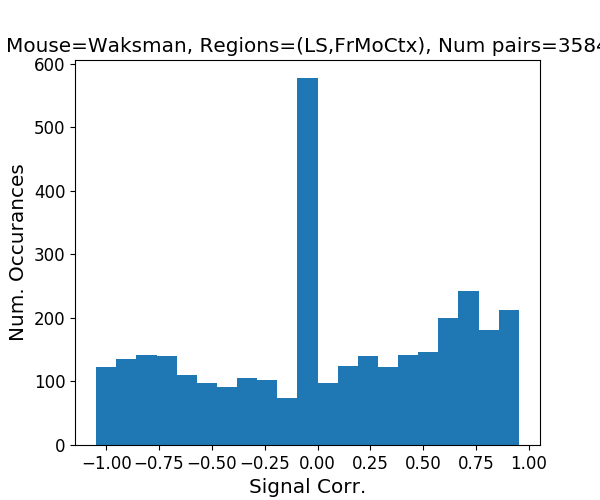 Mouse=Waksman, Regions=(LS,FrMoCtx), Num pairs=3584
600
500
400
300
200
100
0
Num. Occurances
−1.00 −0.75 −0.50 −0.25 0.00 0.25 0.50 0.75 1.00
Signal Corr.